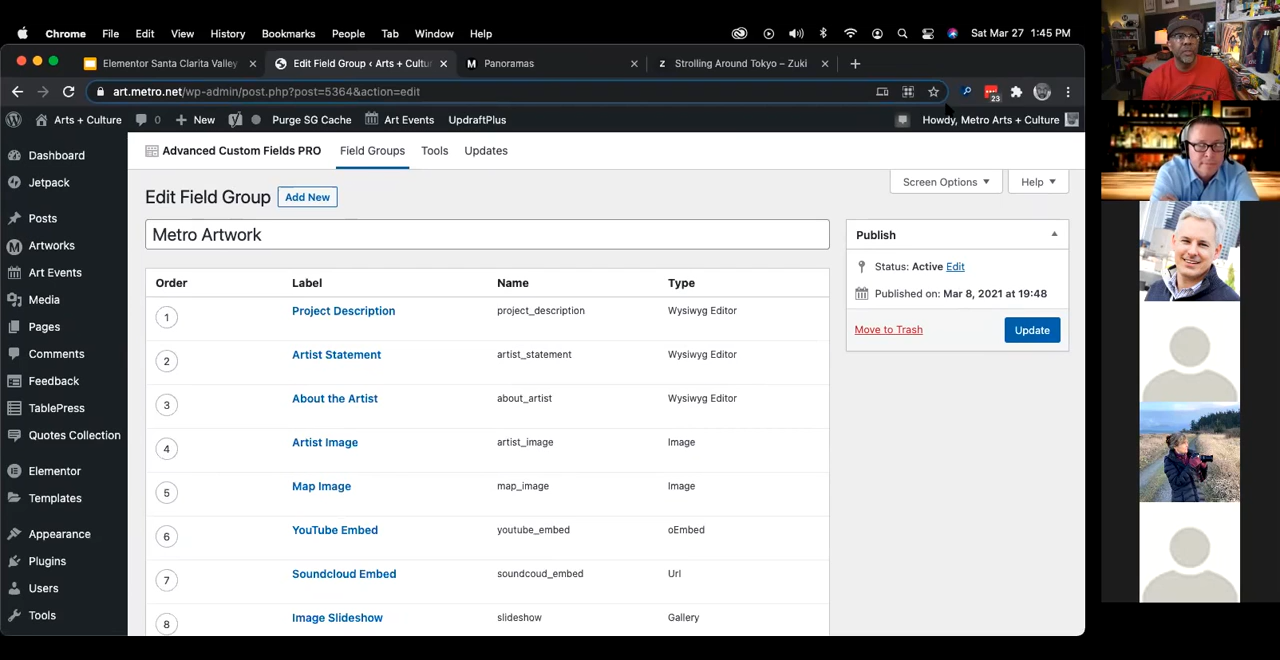 Chrome File Edit View History Bookmarks People Tab Window Help Sat Mar 27 1:45 PM
Elementor Santa Clarita Valley Edit Field Group ‹ Arts + Cultur Panoramas Strolling Around Tokyo – Zuki
art.metro.net/wp-admin/post.php?post=5364&action=edit 23
Arts + Culture 0 New Purge SG Cache Art Events UpdraftPlus Howdy, Metro Arts + Culture
Dashboard
Jetpack
Posts
Artworks
Art Events
Media
Pages
Comments
Feedback
TablePress
Quotes Collection
Elementor
Templates
Appearance
Plugins
Users
Tools
Advanced Custom Fields PRO Field Groups Tools Updates
Screen Options Help
Edit Field Group Add New
Metro Artwork
Order Label Name Type
1 Project Description project_description Wysiwyg Editor
2 Artist Statement artist_statement Wysiwyg Editor
3 About the Artist about_artist Wysiwyg Editor
4 Artist Image artist_image Image
5 Map Image map_image Image
6 YouTube Embed youtube_embed oEmbed
7 Soundcloud Embed soundcoud_embed Url
8 Image Slideshow slideshow Gallery
Publish
Status: Active Edit
Published on: Mar 8, 2021 at 19:48
Move to Trash Update